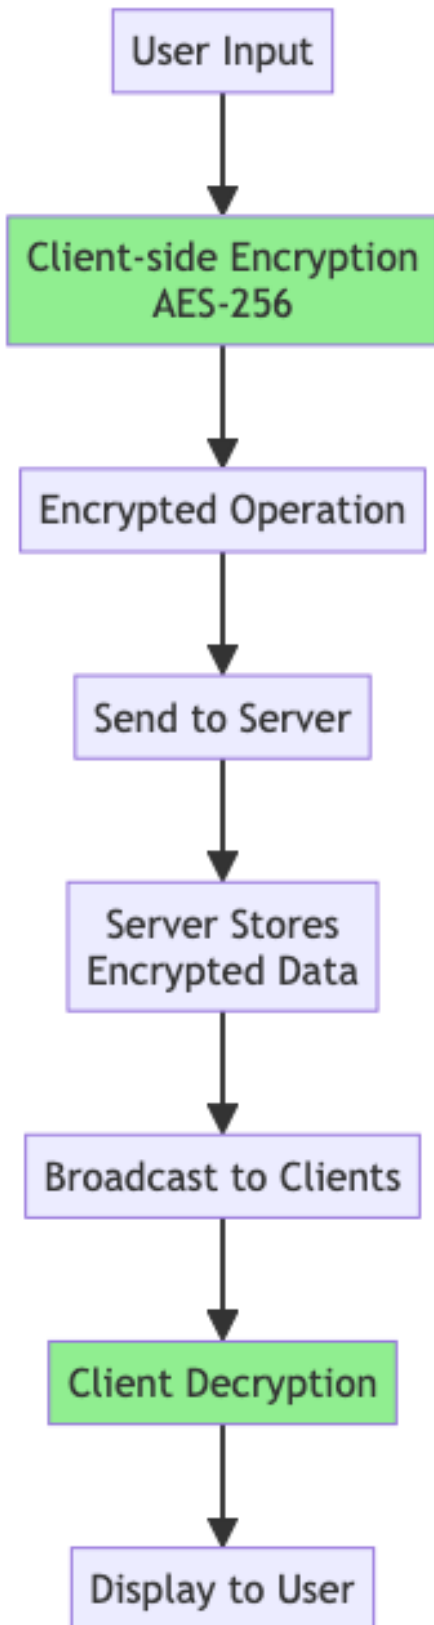 User Input
Client-side Encryption
AES-256
Encrypted Operation
Send to Server
Server Stores
Encrypted Data
Broadcast to Clients
Client Decryption
Display to User